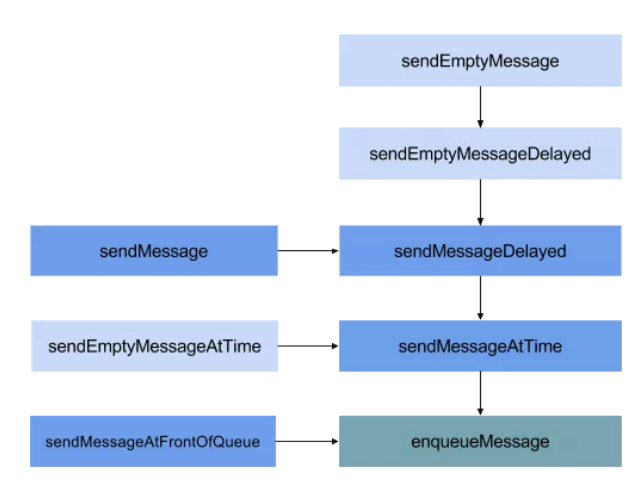 sendEmptyMessage
sendEmptyMessageDelayed
sendMessage
sendMessageDelayed
sendEmptyMessageAtTime
sendMessageAtTime
sendMessageAtFrontOfQueue
enqueueMessage